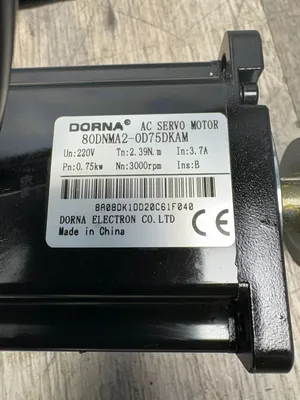 DORNA® AC SERVO MOTOR
80DNMA2-0D75DKAM
Un:220V Tn:2.39N.m In:3.7A
Pn:0.75kw Nn:3000rpm Ins:B
8A08DK1DD20C61F040
DORNA ELECTRON CO.LTD
Made in China
CE